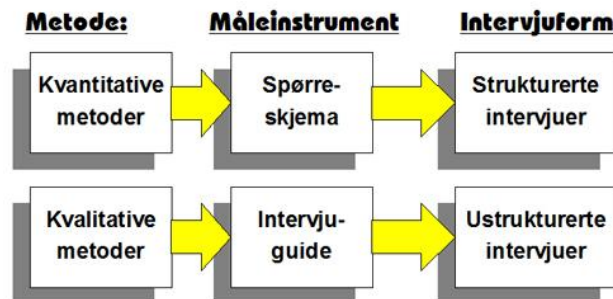 Metode: Måleinstrument Intervjuform
Kvantitative metoder
Spørre-
skjema
Strukturerte
intervjuer
Kvalitative
metoder
Intervju-
guide
Ustrukturerte
intervjuer